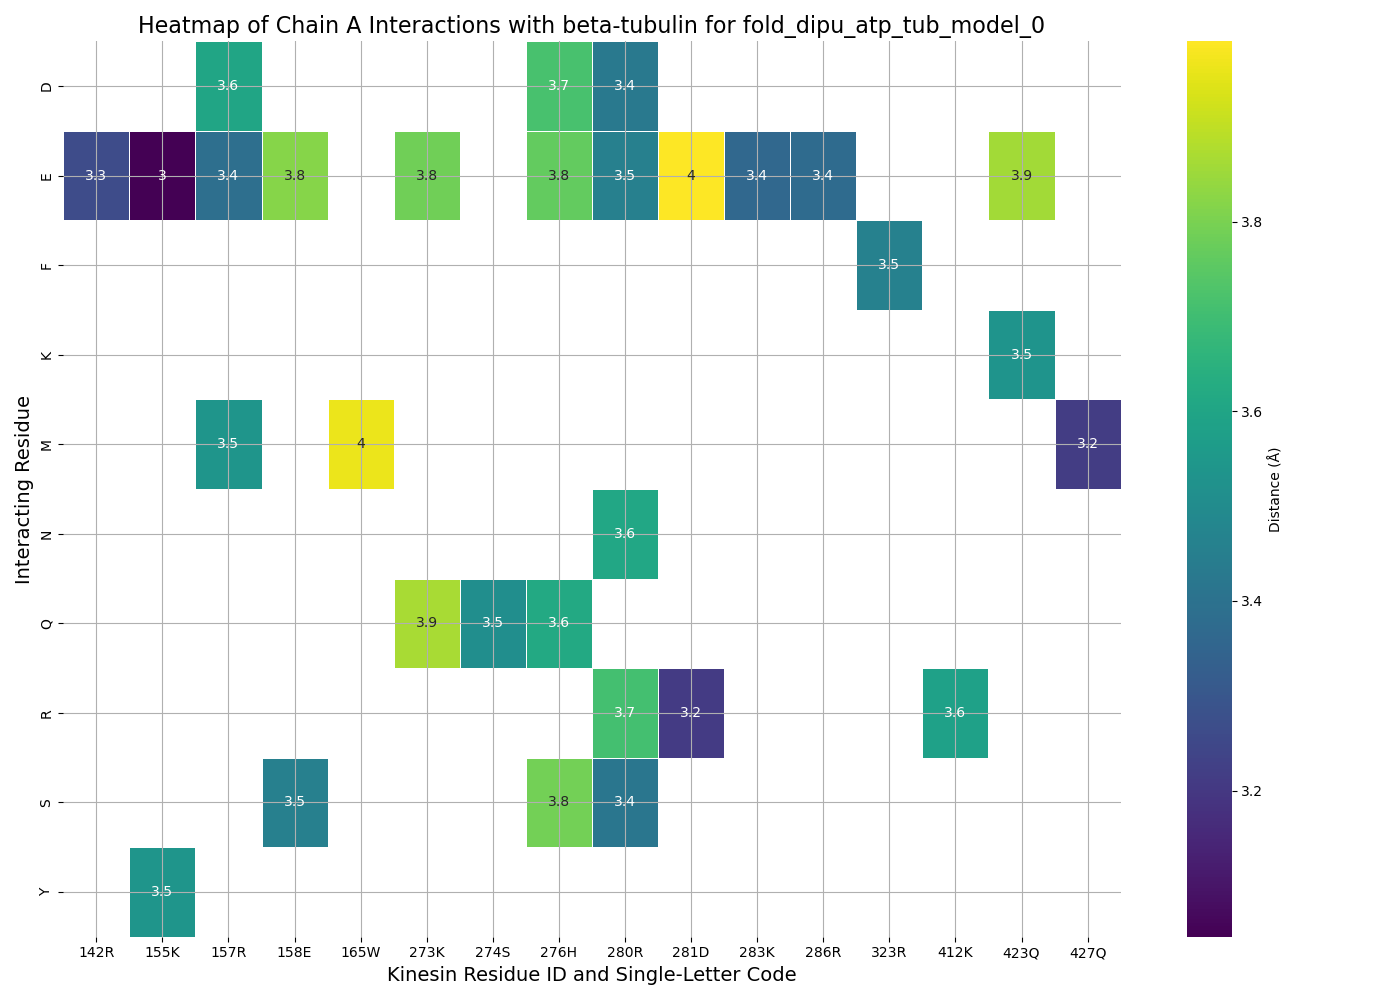 Heatmap of Chain A Interactions with beta-tubulin for fold_dipu_atp_tub_model_0
D 3.6 3.7 3.4
E 3.3 3 3.4 3.8 3.8 3.8 3.5 4 3.4 3.4 3.9
F 3.5
K 3.5
M 3.5 4 3.2
N 3.6
Q 3.9 3.5 3.6
R 3.7 3.2 3.6
S 3.5 3.8 3.4
Y 3.5
142R 155K 157R 158E 165W 273K 274S 276H 280R 281D 283K 286R 323R 412K 423Q 427Q
Kinesin Residue ID and Single-Letter Code
Interacting Residue
3.8
3.6
3.4
3.2
Distance (Å)